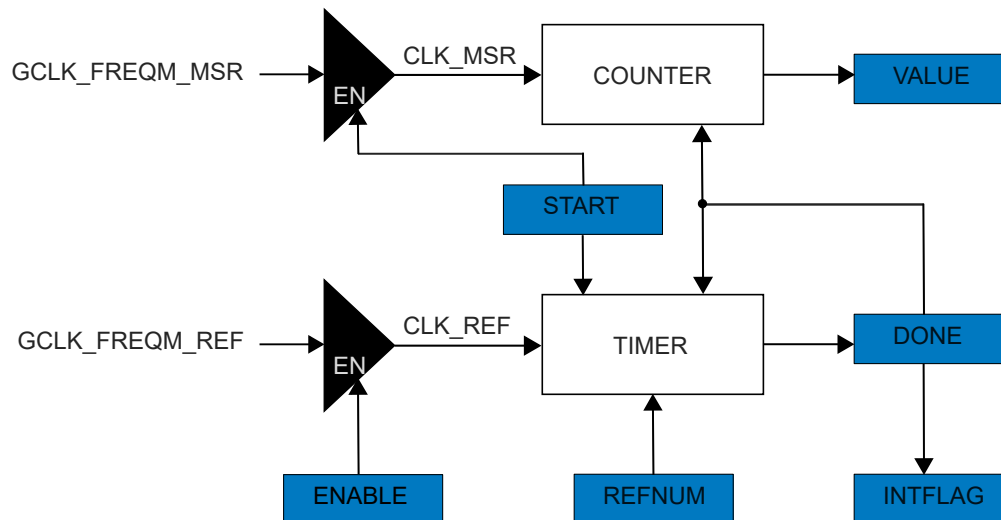 CLK_MSR
GCLK_FREQM_MSR
COUNTER
VALUE
EN
START
CLK_REF
GCLK_FREQM_REF
TIMER
DONE
EN
ENABLE
REFNUM
INTFLAG